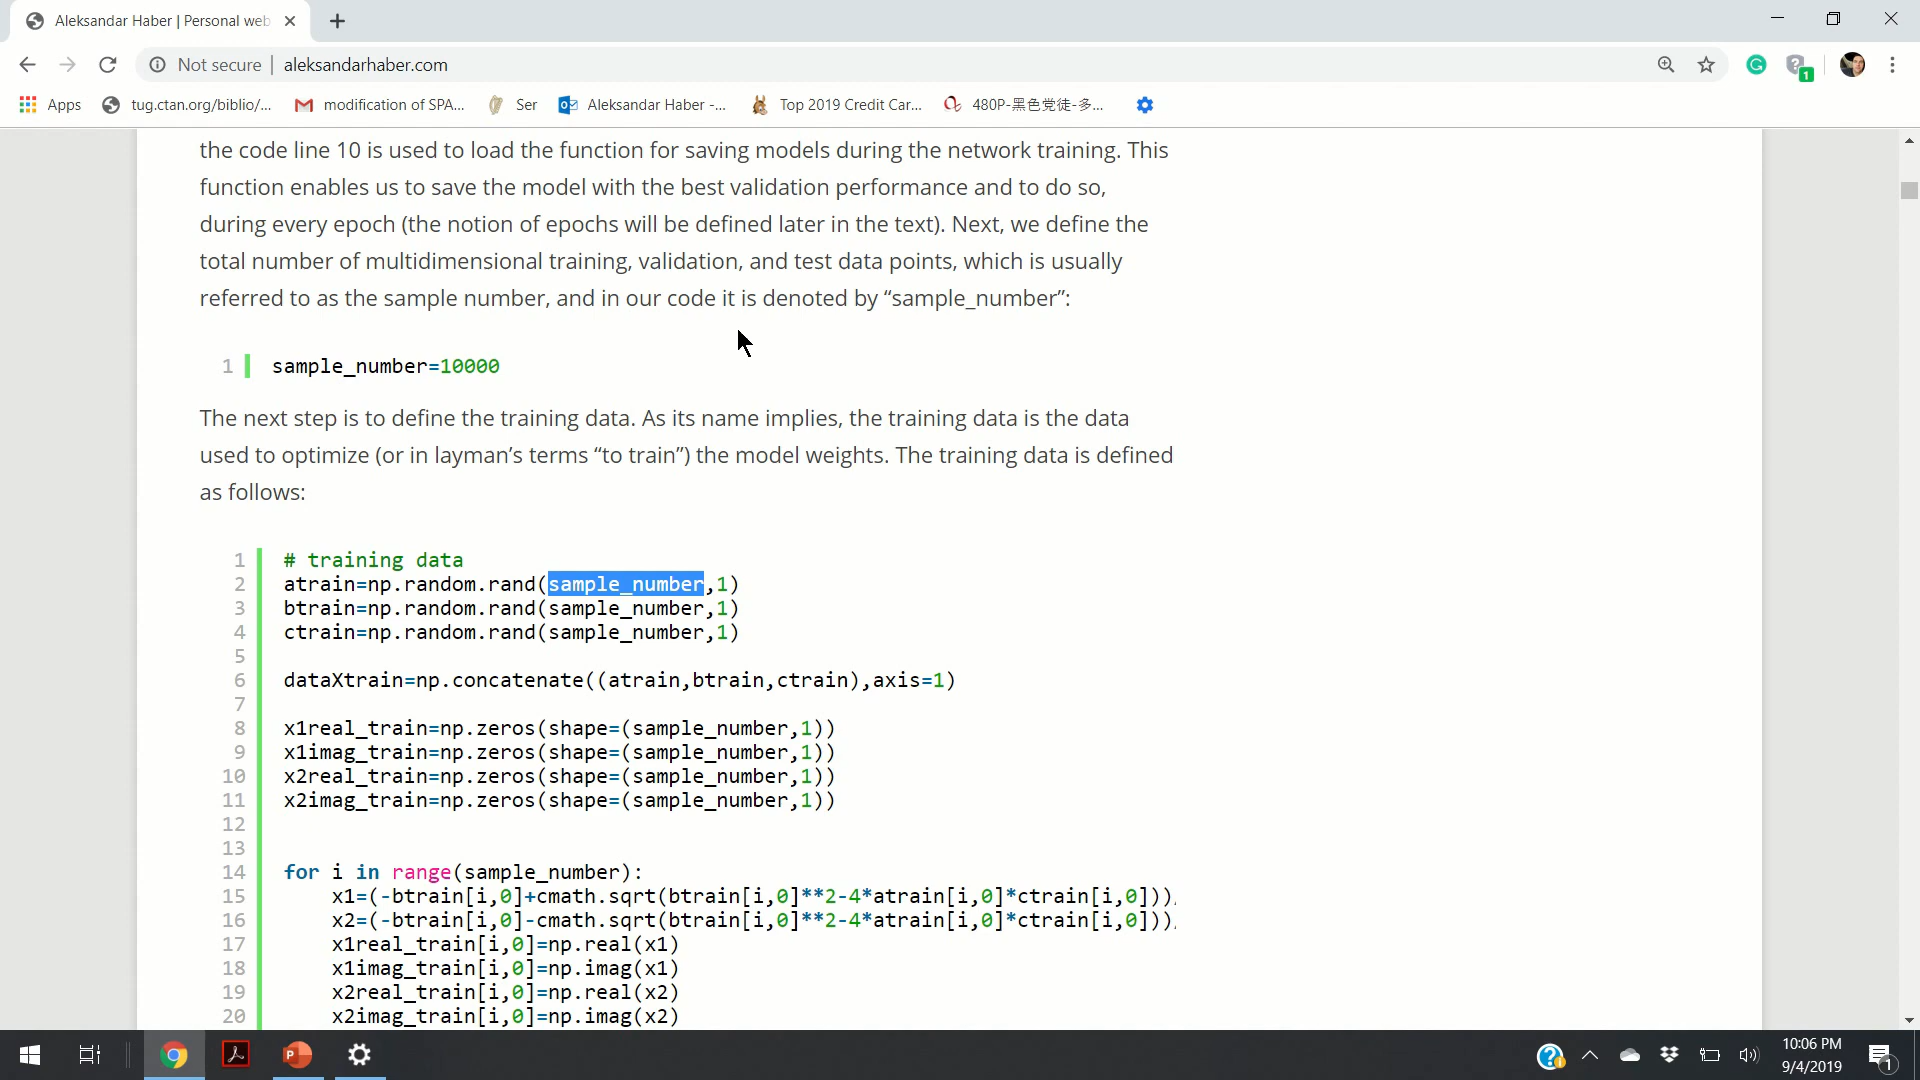 Aleksandar Haber | Personal web
Not secure | aleksandarhaber.com
Apps tug.ctan.org/biblio/... modification of SPA... Ser Aleksandar Haber -... Top 2019 Credit Car... 480P-黑色党徒-多...
the code line 10 is used to load the function for saving models during the network training. This
function enables us to save the model with the best validation performance and to do so,
during every epoch (the notion of epochs will be defined later in the text). Next, we define the
total number of multidimensional training, validation, and test data points, which is usually
referred to as the sample number, and in our code it is denoted by “sample_number”:
1 sample_number=10000
The next step is to define the training data. As its name implies, the training data is the data
used to optimize (or in layman’s terms “to train”) the model weights. The training data is defined
as follows:
1 # training data
2 atrain=np.random.rand(sample_number,1)
3 btrain=np.random.rand(sample_number,1)
4 ctrain=np.random.rand(sample_number,1)
5
6 dataXtrain=np.concatenate((atrain,btrain,ctrain),axis=1)
7
8 x1real_train=np.zeros(shape=(sample_number,1))
9 x1imag_train=np.zeros(shape=(sample_number,1))
10 x2real_train=np.zeros(shape=(sample_number,1))
11 x2imag_train=np.zeros(shape=(sample_number,1))
12
13
14 for i in range(sample_number):
15 x1=(-btrain[i,0]+cmath.sqrt(btrain[i,0]**2-4*atrain[i,0]*ctrain[i,0]))
16 x2=(-btrain[i,0]-cmath.sqrt(btrain[i,0]**2-4*atrain[i,0]*ctrain[i,0]))
17 x1real_train[i,0]=np.real(x1)
18 x1imag_train[i,0]=np.imag(x1)
19 x2real_train[i,0]=np.real(x2)
20 x2imag_train[i,0]=np.imag(x2)
10:06 PM
9/4/2019
1